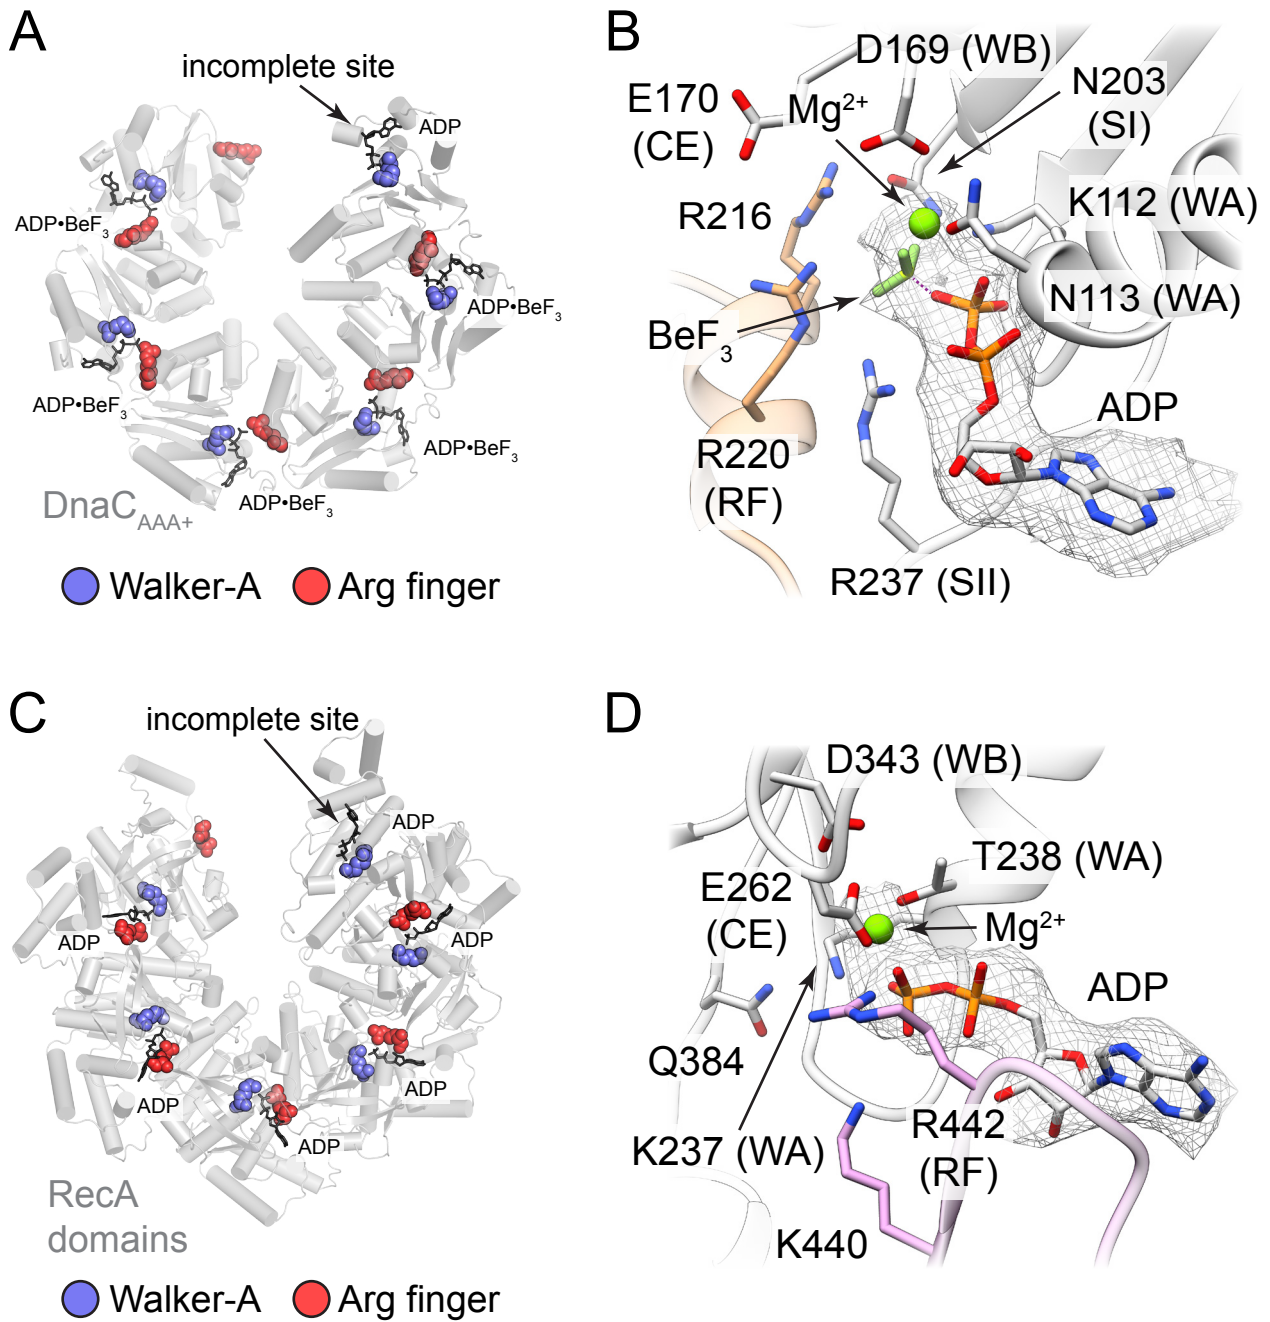 A
incomplete site
ADP
ADP•BeF3
ADP•BeF3
ADP•BeF3
ADP•BeF3
ADP•BeF3
DnaCAAA+
Walker-A
Arg finger
B
D169 (WB)
E170
(CE)
Mg2+
N203
(SI)
R216
K112 (WA)
N113 (WA)
BeF3
ADP
R220
(RF)
R237 (SII)
C
incomplete site
ADP
ADP
ADP
ADP
ADP
ADP
RecA
domains
Walker-A
Arg finger
D
D343 (WB)
T238 (WA)
E262
(CE)
Mg2+
ADP
Q384
K237 (WA)
R442
(RF)
K440